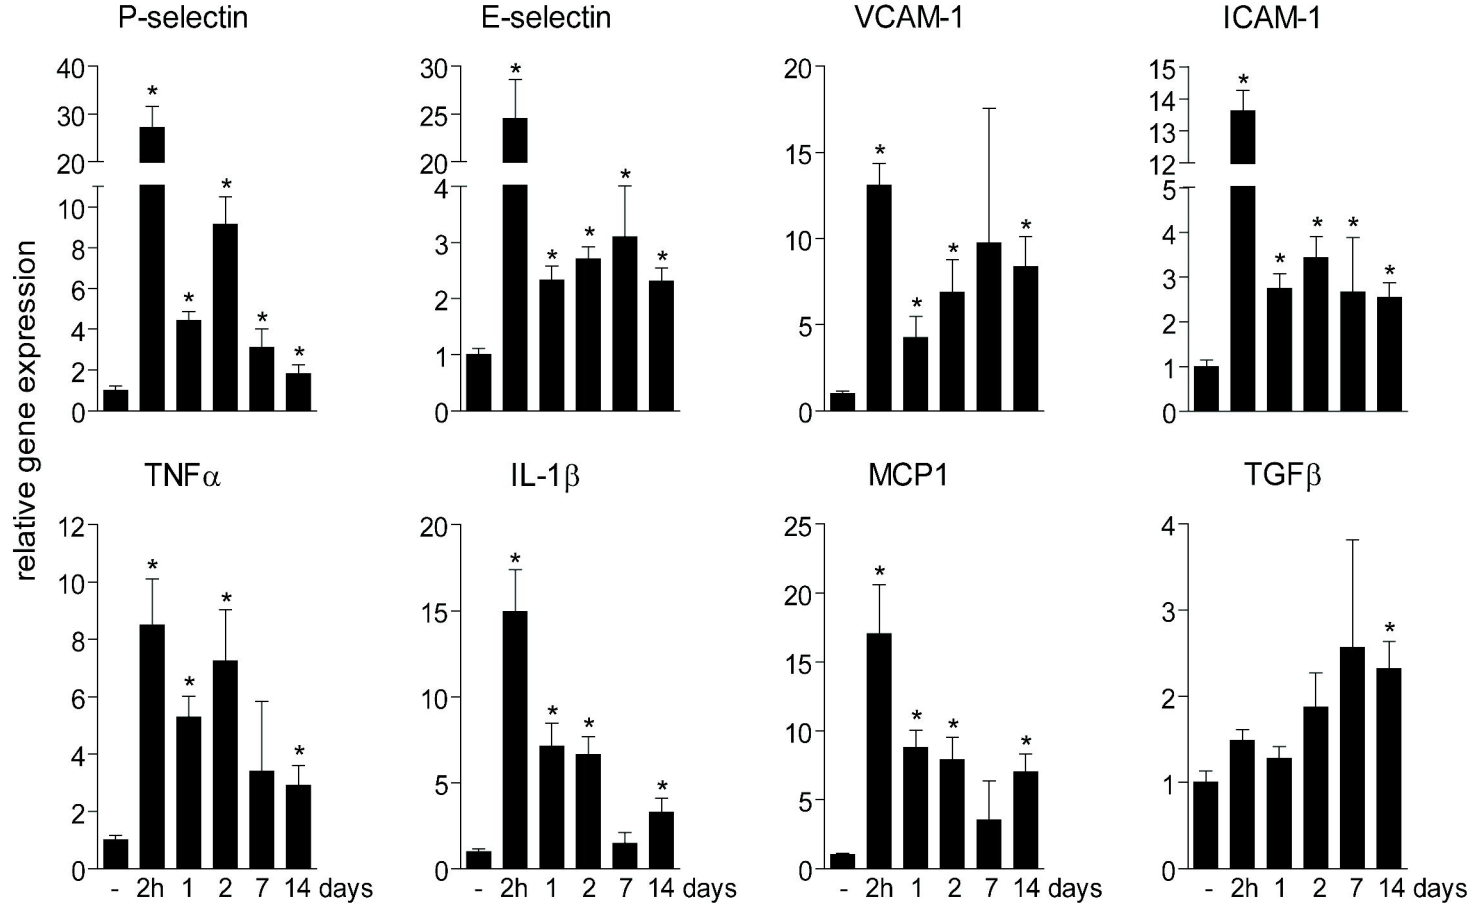 P-selectin E-selectin VCAM-1 ICAM-1
40 30 20 15
14
30 25 15 13
20 20 12
10 4 10 5
8 3 4
6 2 3
4 5 2
2 1 1
0 0 0 0
* * * * *
* * * * *
* * * *
* * * * *
relative gene expression
TNFα IL-1β MCP1 TGFβ
12 20 25 4
10 15 20 3
8 15
6 10 2
4 10
2 5 5 1
0 0 0 0
* * * *
* * * *
* * * *
*
- 2h 1 2 7 14 days - 2h 1 2 7 14 days - 2h 1 2 7 14 days - 2h 1 2 7 14 days